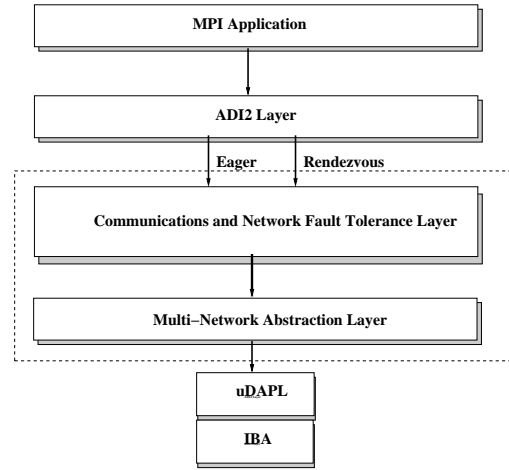 MPI Application
ADI2 Layer
Eager
Rendezvous
Communications and Network Fault Tolerance Layer
Multi−Network Abstraction Layer
uDAPL
IBA